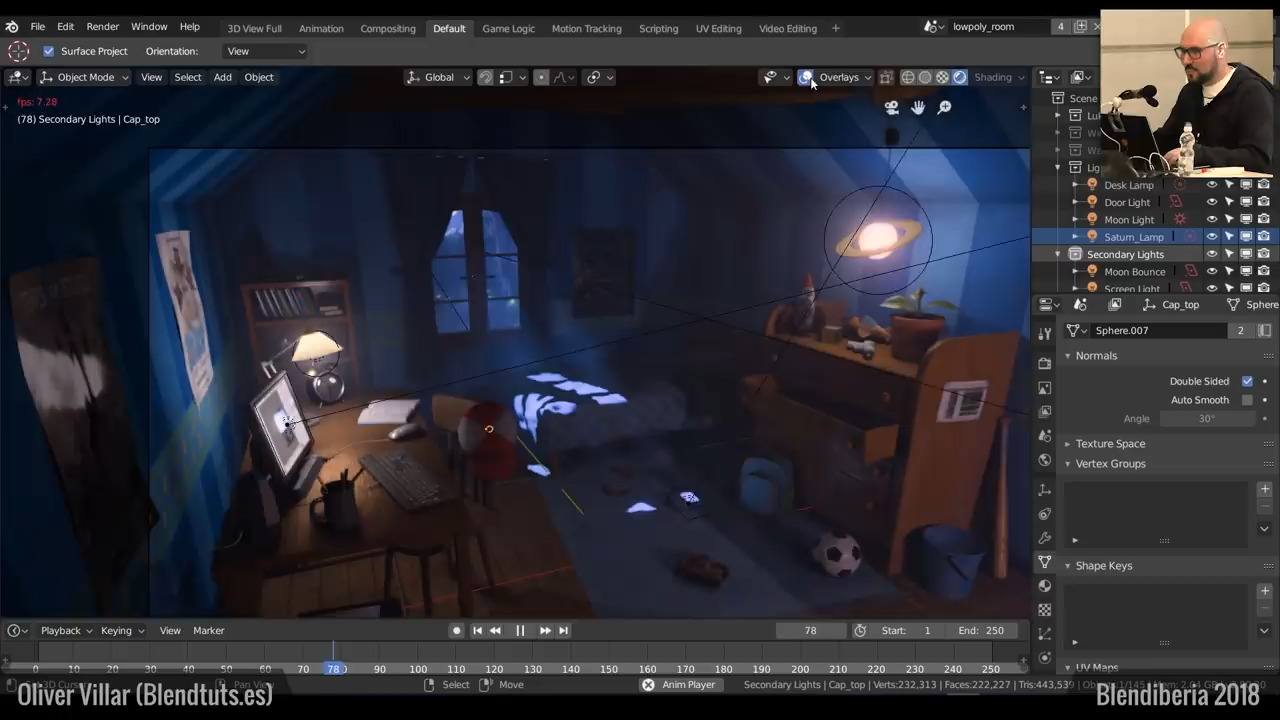 File Edit Render Window Help
3D View Full Animation Compositing Default Game Logic Motion Tracking Scripting UV Editing Video Editing +
lowpoly_room 4
Surface Project Orientation: View
Object Mode View Select Add Object Global Overlays Shading
fps: 7.28
(78) Secondary Lights | Cap_top
Scene
Lig
Desk Lamp
Door Light
Moon Light
Saturn_Lamp
Secondary Lights
Moon Bounce
Screen Light
Cap_top Sphere
Sphere.007 2
Normals
Double Sided
Auto Smooth
Angle 30°
Texture Space
Vertex Groups
Shape Keys
UV Maps
Playback Keying View Marker 78 Start: 1 End: 250
0 10 20 30 40 50 60 70 78 90 100 110 120 130 140 150 160 170 180 190 200 210 220 230 240 250
Select Move Anim Player Secondary Lights | Cap_top | Verts:232,313 | Faces:222,227 | Tris:443,539
Oliver Villar (Blendtuts.es)
Blendiberia 2018